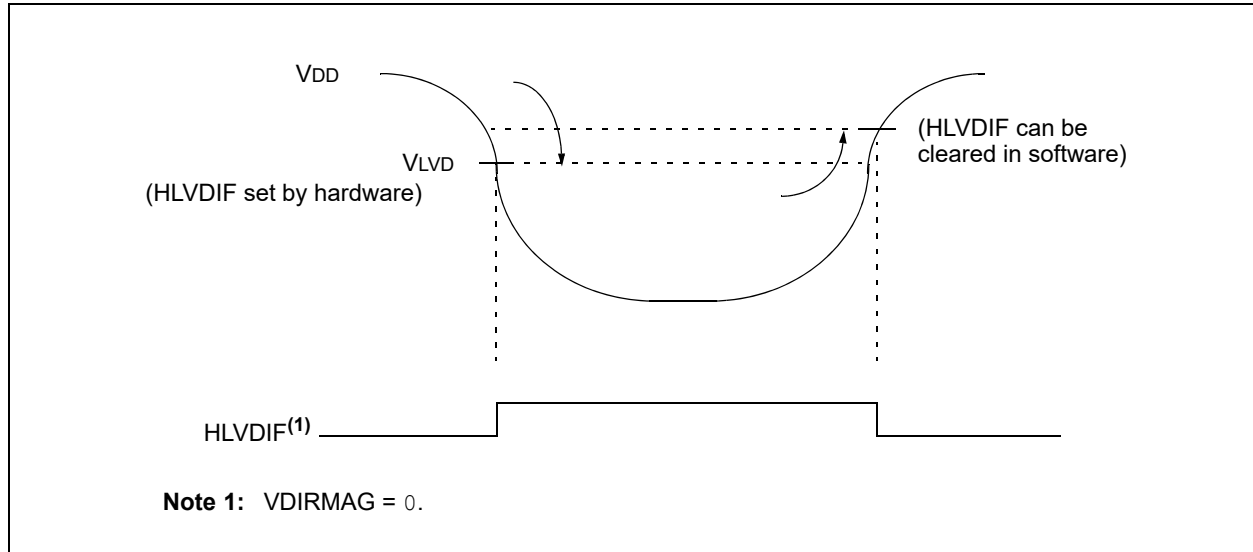 VDD
(HLVDIF can be
cleared in software)
VLVD
(HLVDIF set by hardware)
HLVDIF(1)
Note 1: VDIRMAG = 0.